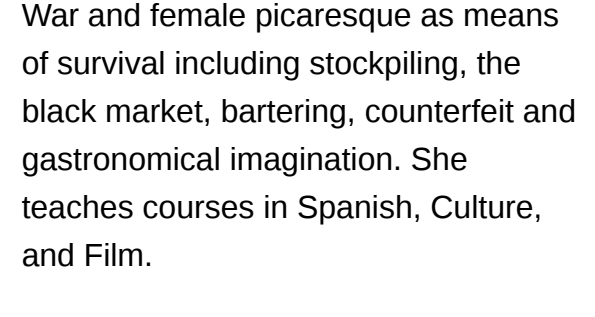 War and female picaresque as means
of survival including stockpiling, the
black market, bartering, counterfeit and
gastronomical imagination. She
teaches courses in Spanish, Culture,
and Film.